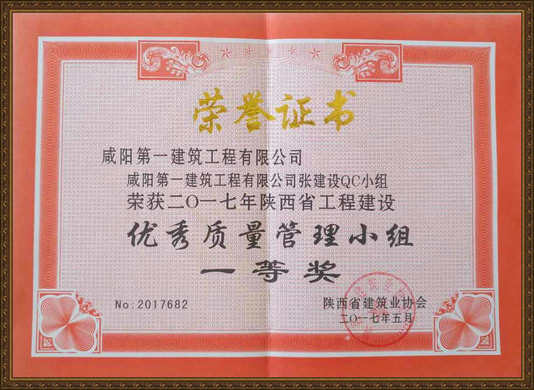 荣誉证书
咸阳第一建筑工程有限公司
咸阳第一建筑工程有限公司张建设QC小组
荣获二〇一七年陕西省工程建设
优秀质量管理小组
一等奖
No:2017682
陕西省建筑业协会
二〇一七年五月